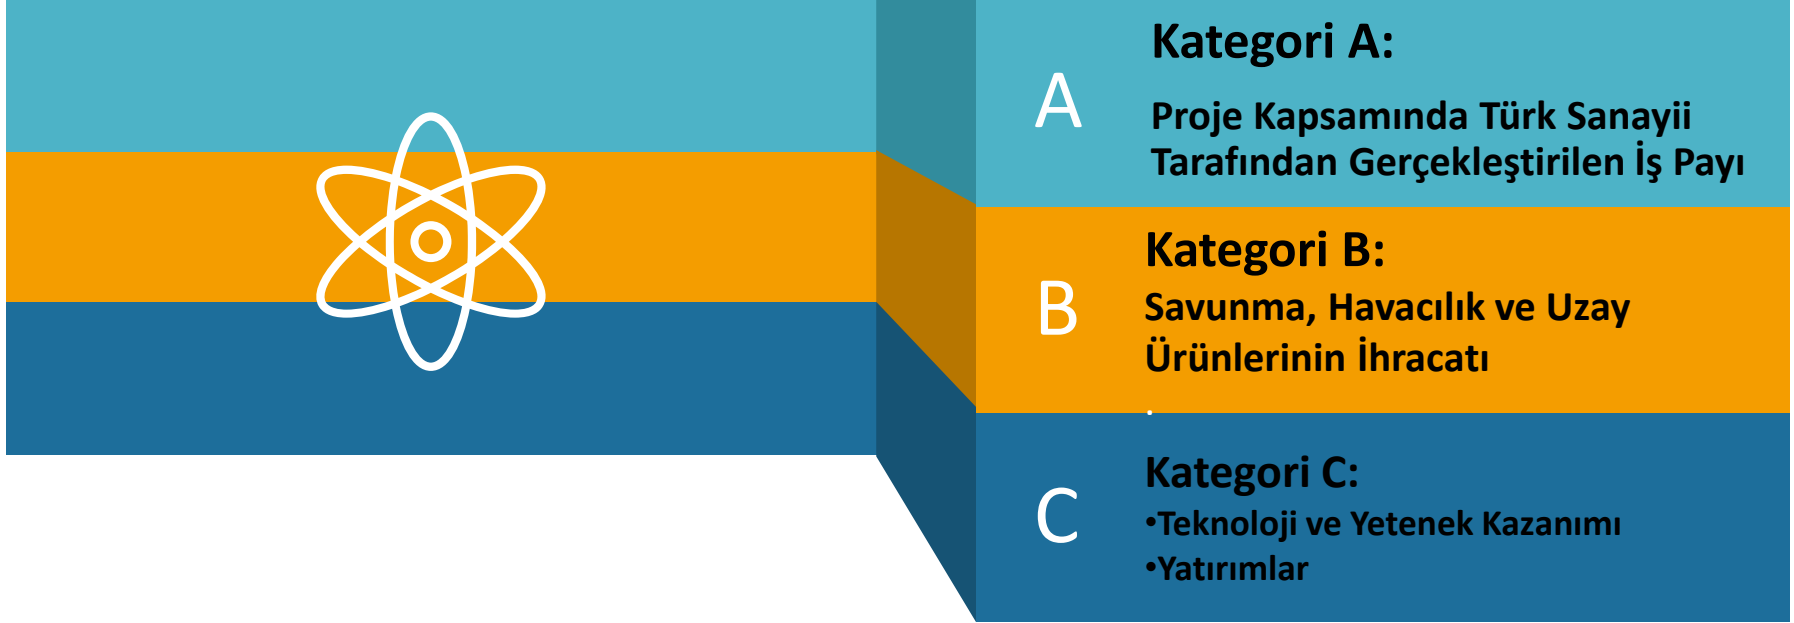 A
Kategori A:
Proje Kapsamında Türk Sanayii
Tarafından Gerçekleştirilen İş Payı
B
Kategori B:
Savunma, Havacılık ve Uzay
Ürünlerinin İhracatı
.
C
Kategori C:
•Teknoloji ve Yetenek Kazanımı
•Yatırımlar